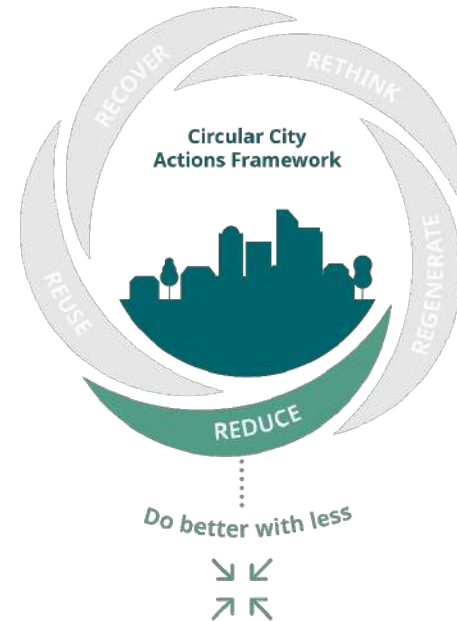 Circular City
Actions Framework
RETHINK
REGENERATE
REDUCE
REUSE
RECOVER
Do better with less